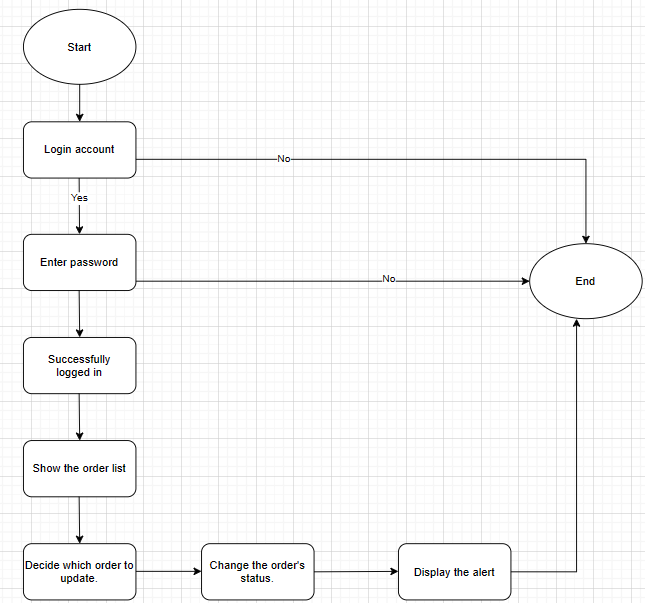 Start
Login account
No
Yes
Enter password
No
End
Successfully
logged in
Show the order list
Decide which order to
update.
Change the order's
status.
Display the alert